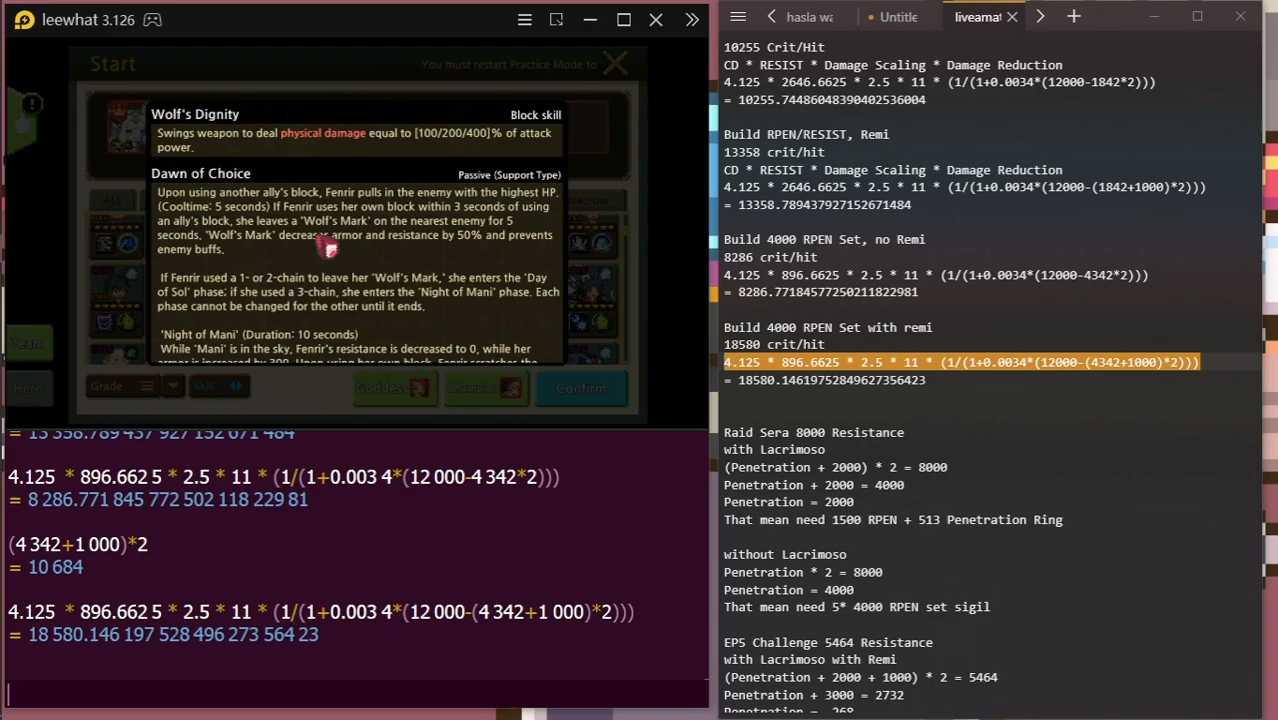 leewhat 3.126
Start
You must restart Practice Mode to
Wolf's Dignity
Block skill
Swings weapon to deal physical damage equal to [100/200/400]% of attack
power.
Dawn of Choice
Passive (Support Type)
Upon using another ally's block, Fenrir pulls in the enemy with the highest HP.
(Cooltime: 5 seconds) If Fenrir uses her own block within 3 seconds of using
an ally's block, she leaves a 'Wolf's Mark' on the nearest enemy for 5
seconds. 'Wolf's Mark' decreases armor and resistance by 50% and prevents
enemy buffs.
If Fenrir used a 1- or 2-chain to leave her 'Wolf's Mark,' she enters the 'Day
of Sol' phase; if she used a 3-chain, she enters the 'Night of Mani' phase. Each
phase cannot be changed for the other until it ends.
'Night of Mani' (Duration: 10 seconds)
While 'Mani' is in the sky, Fenrir's resistance is decreased to 0, while her
ALL
Team
Hero
Grade
Skill
Goddess
Champion
Confirm
= 13 358.789 437 927 152 671 484
4.125 * 896.662 5 * 2.5 * 11 * (1/(1+0.003 4*(12 000-4 342*2)))
= 8 286.771 845 772 502 118 229 81
(4 342+1 000)*2
= 10 684
4.125 * 896.662 5 * 2.5 * 11 * (1/(1+0.003 4*(12 000-(4 342+1 000)*2)))
= 18 580.146 197 528 496 273 564 23
hasla wa
Untitle
liveamat
10255 Crit/Hit
CD * RESIST * Damage Scaling * Damage Reduction
4.125 * 2646.6625 * 2.5 * 11 * (1/(1+0.0034*(12000-1842*2)))
= 10255.74486048390402536004
Build RPEN/RESIST, Remi
13358 crit/hit
CD * RESIST * Damage Scaling * Damage Reduction
4.125 * 2646.6625 * 2.5 * 11 * (1/(1+0.0034*(12000-(1842+1000)*2)))
= 13358.789437927152671484
Build 4000 RPEN Set, no Remi
8286 crit/hit
4.125 * 896.6625 * 2.5 * 11 * (1/(1+0.0034*(12000-4342*2)))
= 8286.77184577250211822981
Build 4000 RPEN Set with remi
18580 crit/hit
4.125 * 896.6625 * 2.5 * 11 * (1/(1+0.0034*(12000-(4342+1000)*2)))
= 18580.14619752849627356423
Raid Sera 8000 Resistance
with Lacrimoso
(Penetration + 2000) * 2 = 8000
Penetration + 2000 = 4000
Penetration = 2000
That mean need 1500 RPEN + 513 Penetration Ring
without Lacrimoso
Penetration * 2 = 8000
Penetration = 4000
That mean need 5* 4000 RPEN set sigil
EP5 Challenge 5464 Resistance
with Lacrimoso with Remi
(Penetration + 2000 + 1000) * 2 = 5464
Penetration + 3000 = 2732